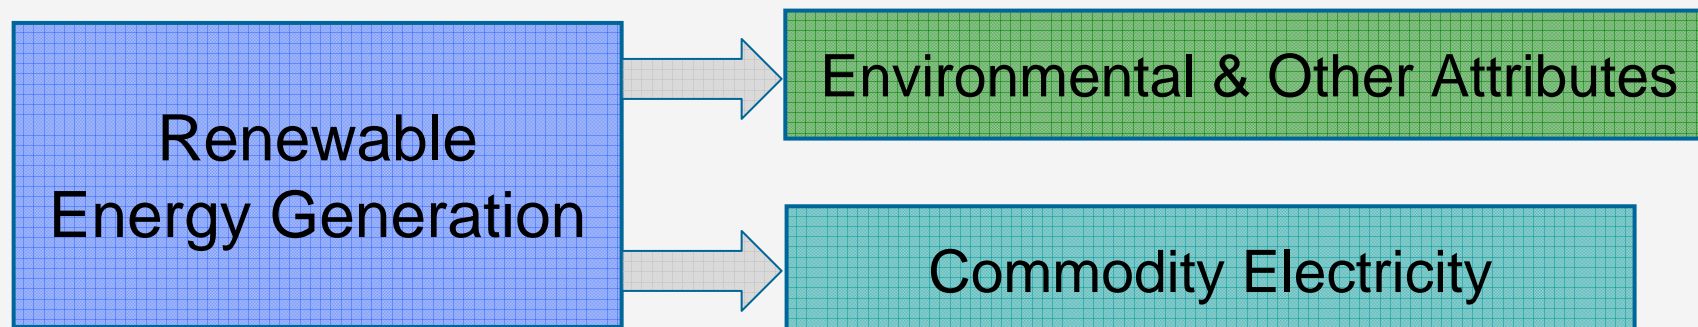 Renewable
Energy Generation
Environmental & Other Attributes
Commodity Electricity